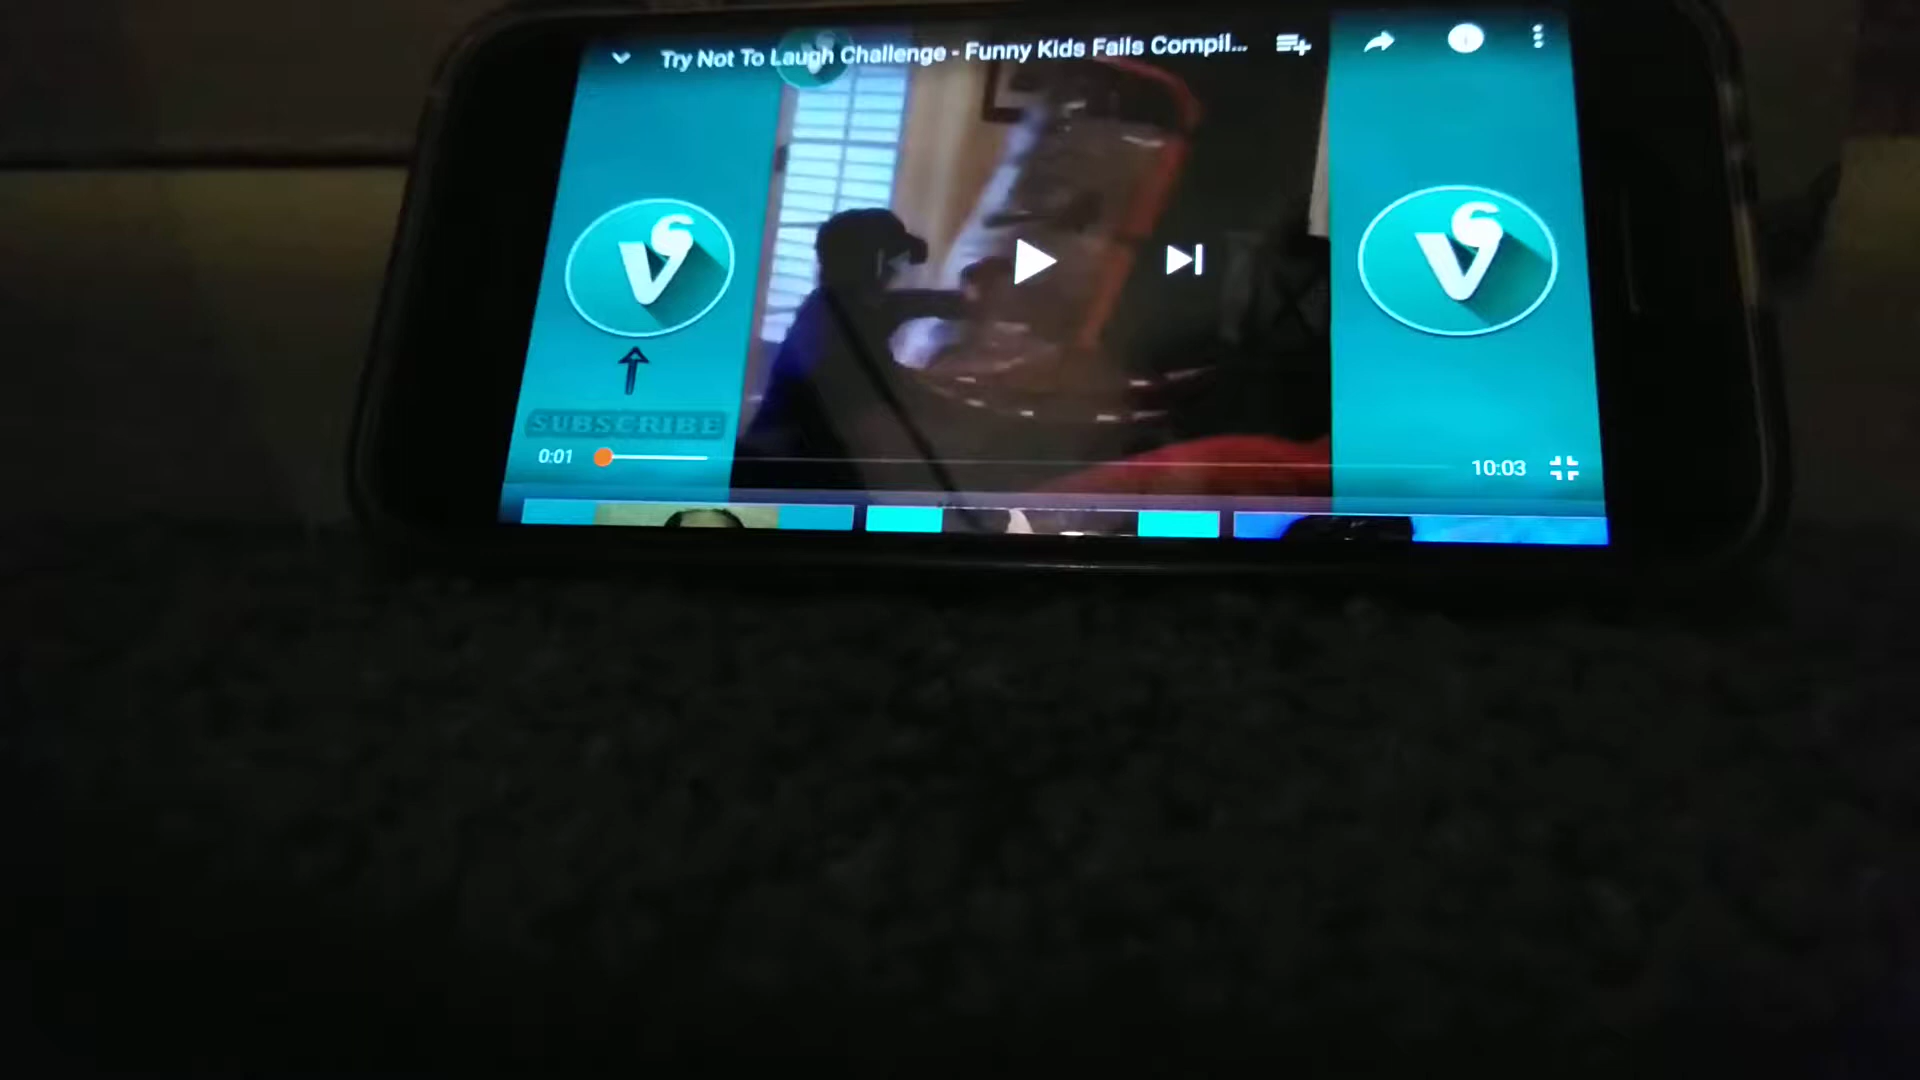 Try Not To Laugh Challenge - Funny Kids Fails Compil...
SUBSCRIBE
0:01
10:03